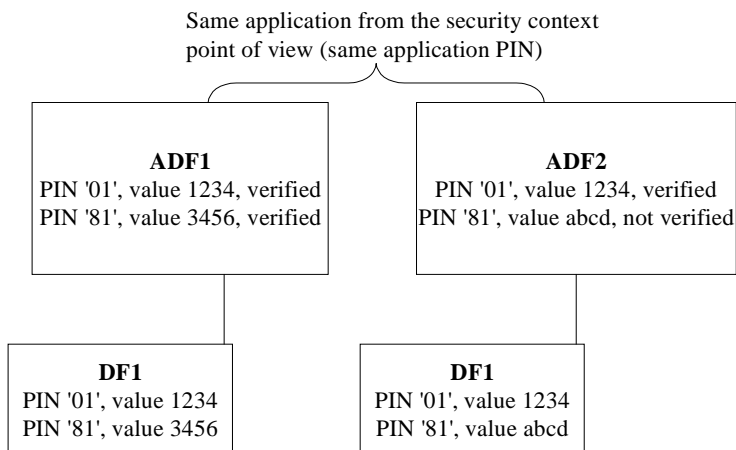 Same application from the security context
point of view (same application PIN)
ADF1
PIN '01', value 1234, verified
PIN '81', value 3456, verified
ADF2
PIN '01', value 1234, verified
PIN '81', value abcd, not verified
DF1
PIN '01', value 1234
PIN '81', value 3456
DF1
PIN '01', value 1234
PIN '81', value abcd